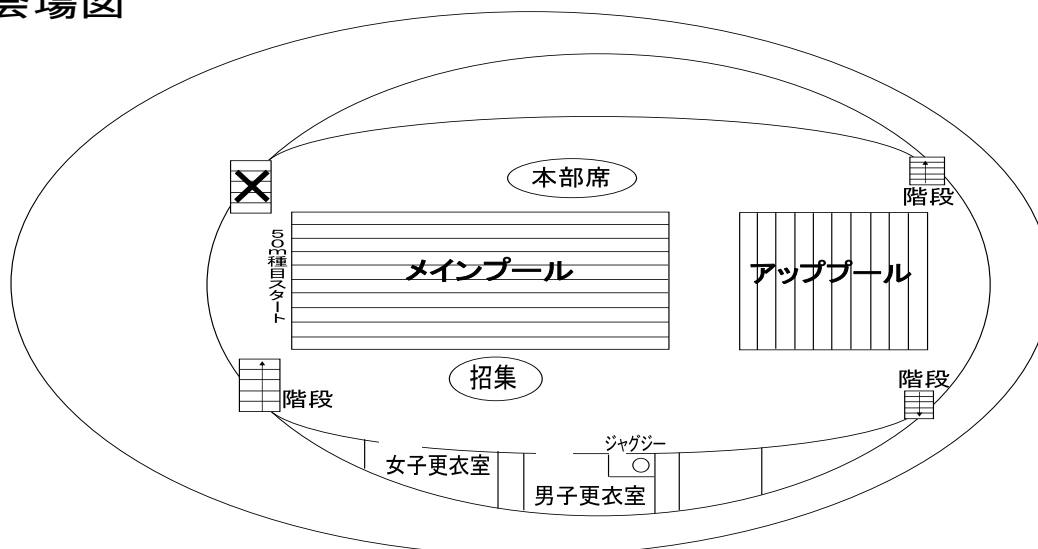 会場図
本部席
階段
50m種目スタート
メインプール
アッププール
招集
階段
階段
ジャグジー
女子更衣室
男子更衣室